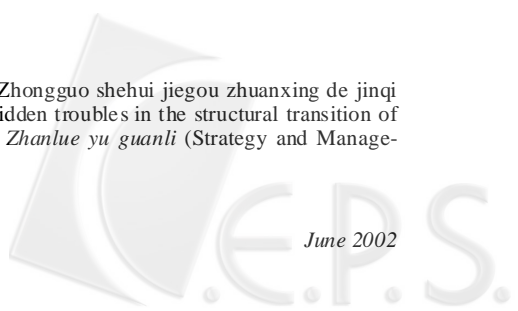 Zhongguo shehui jiegou zhuanxing de jinqi
idden troubles in the structural transition of
Zhanlue yu guanli (Strategy and Manage-
June 2002
C.E.P.S.